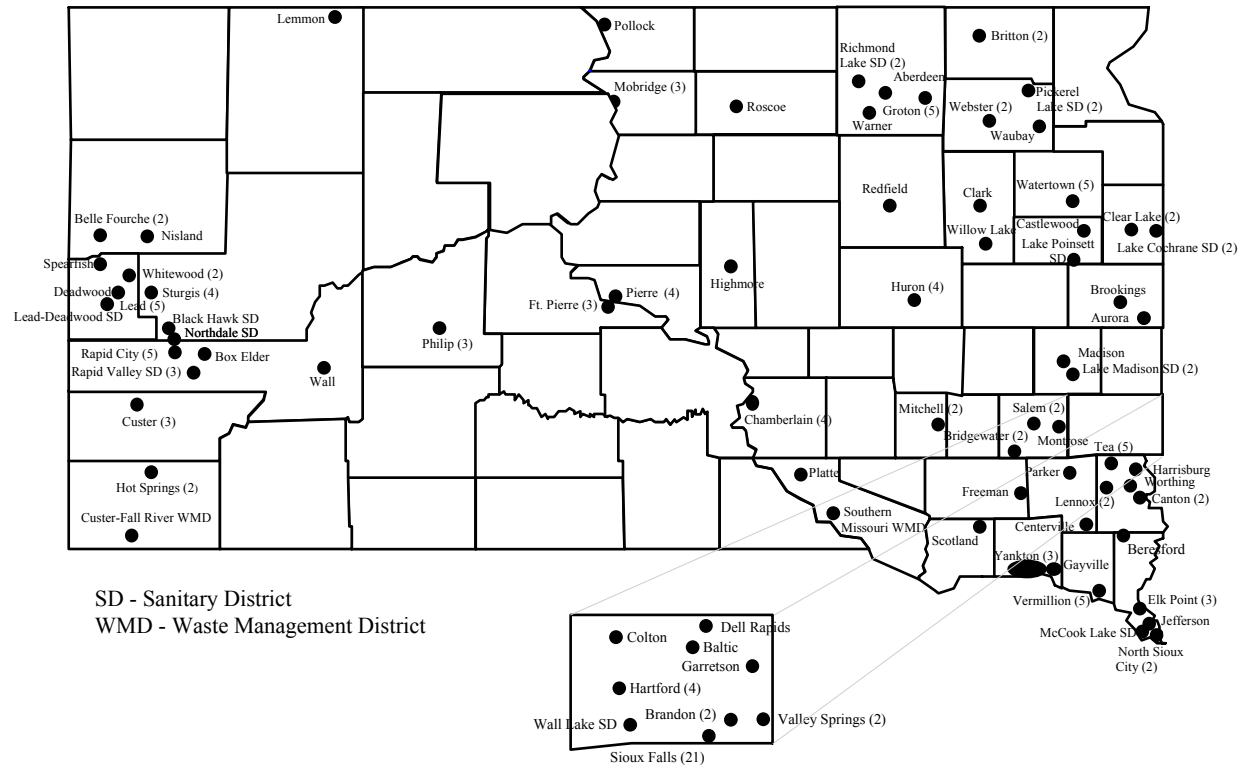 Lemmon
Pollock
Britton (2)
Richmond
Lake SD (2)
Aberdeen
Mobridge (3)
Pickerel
Lake SD (2)
Roscoe
Groton (5)
Webster (2)
Warner
Waubay
Redfield
Clark
Watertown (5)
Belle Fourche (2)
Nisland
Willow Lake
Castlewood
Clear Lake (2)
Lake Poinsett
SD
Lake Cochrane SD (2)
Spearfish
Whitewood (2)
Deadwood
Sturgis (4)
Lead (5)
Lead-Deadwood SD
Black Hawk SD
Northdale SD
Highmore
Pierre (4)
Ft. Pierre (3)
Huron (4)
Brookings
Aurora
Rapid City (5)
Box Elder
Rapid Valley SD (3)
Philip (3)
Wall
Madison
Lake Madison SD (2)
Custer (3)
Chamberlain (4)
Mitchell (2)
Salem (2)
Bridgewater (2)
Montrose
Tea (5)
Hot Springs (2)
Platte
Parker
Harrisburg
Worthing
Freeman
Lennox (2)
Canton (2)
Custer-Fall River WMD
Southern
Missouri WMD
Scotland
Centerville
Beresford
Yankton (3)
Gayville
Vermillion (5)
Elk Point (3)
Jefferson
McCook Lake SD
North Sioux
City (2)
SD - Sanitary District
WMD - Waste Management District
Colton
Dell Rapids
Baltic
Garretson
Hartford (4)
Wall Lake SD
Brandon (2)
Valley Springs (2)
Sioux Falls (21)